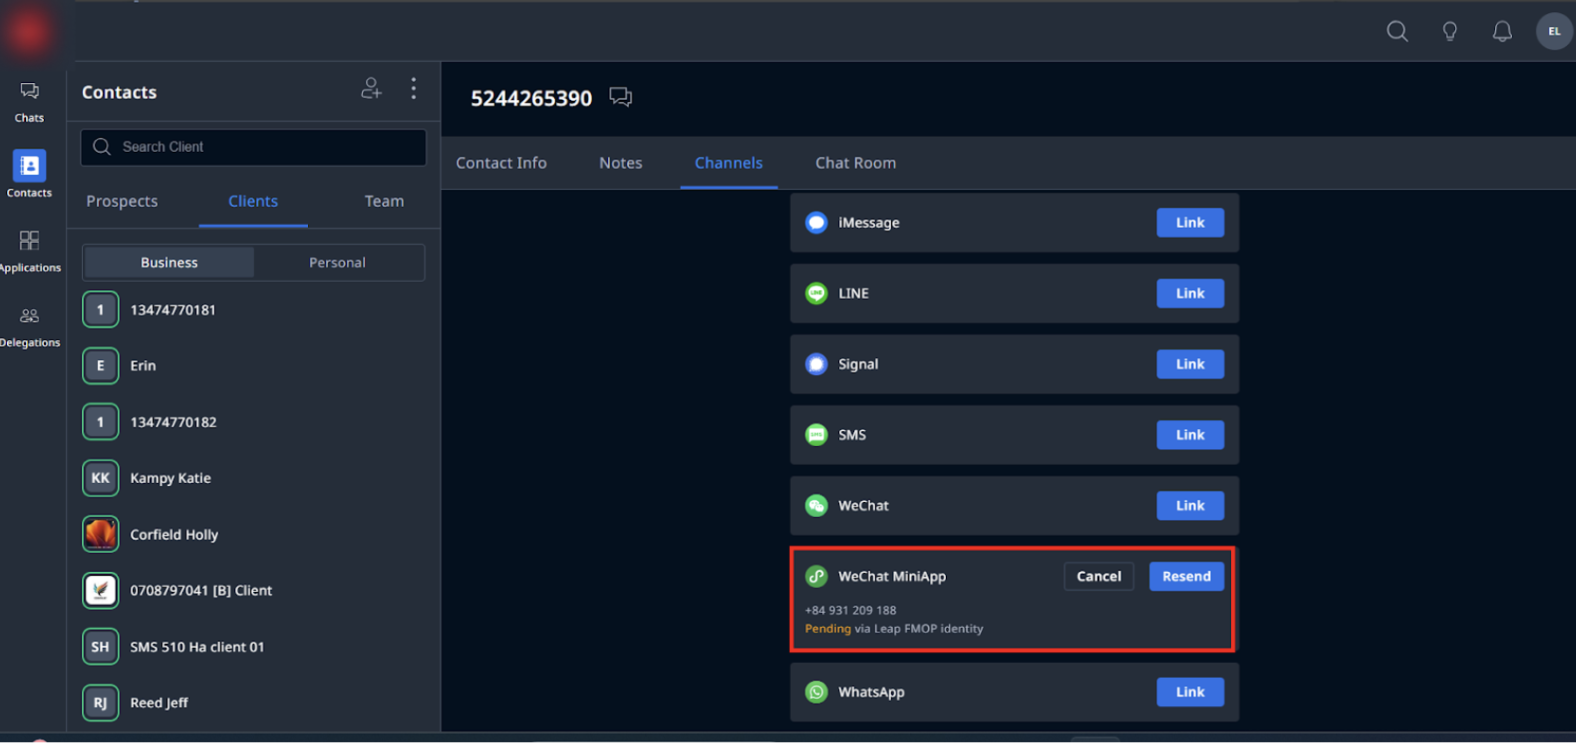 EL
Chats
Contacts
Applications
Delegations
Contacts
Search Client
Prospects
Clients
Team
Business
Personal
1
13474770181
E
Erin
1
13474770182
KK
Kampy Katie
Corfield Holly
0708797041 [B] Client
SH
SMS 510 Ha client 01
RJ
Reed Jeff
5244265390
Contact Info
Notes
Channels
Chat Room
iMessage
Link
LINE
Link
Signal
Link
SMS
Link
WeChat
Link
WeChat MiniApp
Cancel
Resend
+84 931 209 188
Pending via Leap FMOP identity
WhatsApp
Link